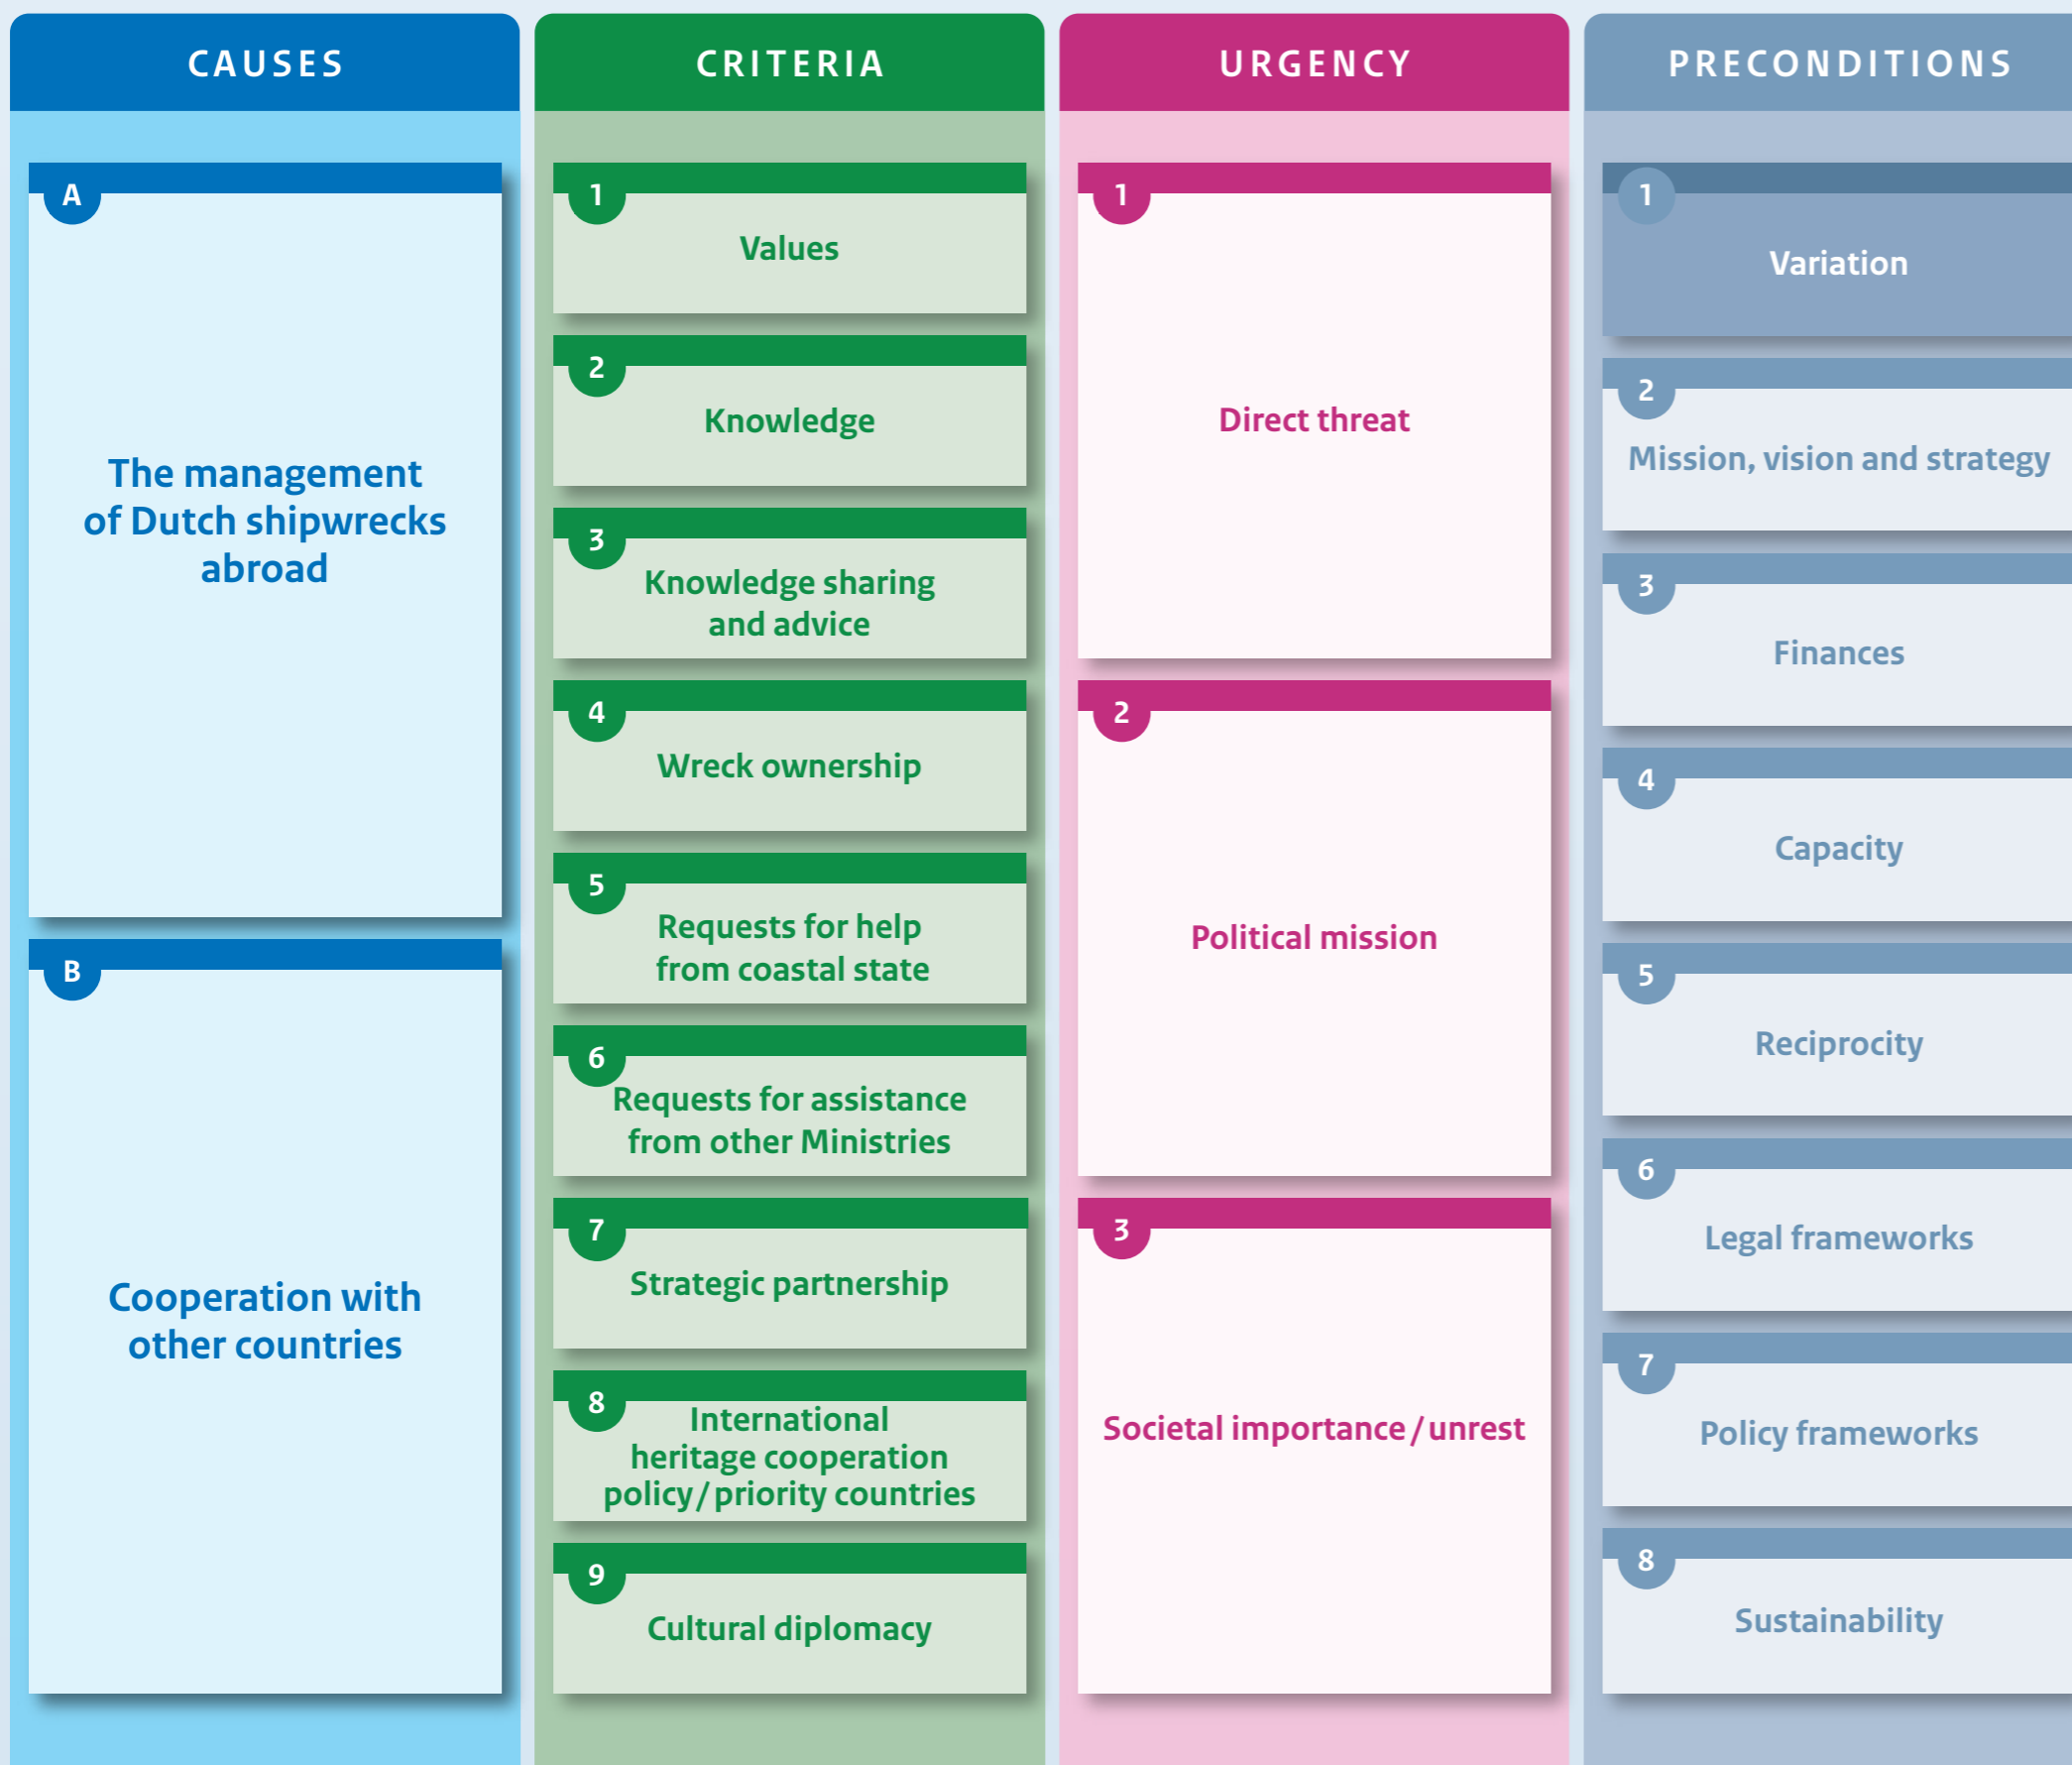 CAUSES
A
The management
of Dutch shipwrecks
abroad
B
Cooperation with
other countries
CRITERIA
1
Values
2
Knowledge
3
Knowledge sharing
and advice
4
Wreck ownership
5
Requests for help
from coastal state
6
Requests for assistance
from other Ministries
7
Strategic partnership
8
International
heritage cooperation
policy/priority countries
9
Cultural diplomacy
URGENCY
1
Direct threat
2
Political mission
3
Societal importance/unrest
PRECONDITIONS
1
Variation
2
Mission, vision and strategy
3
Finances
4
Capacity
5
Reciprocity
6
Legal frameworks
7
Policy frameworks
8
Sustainability